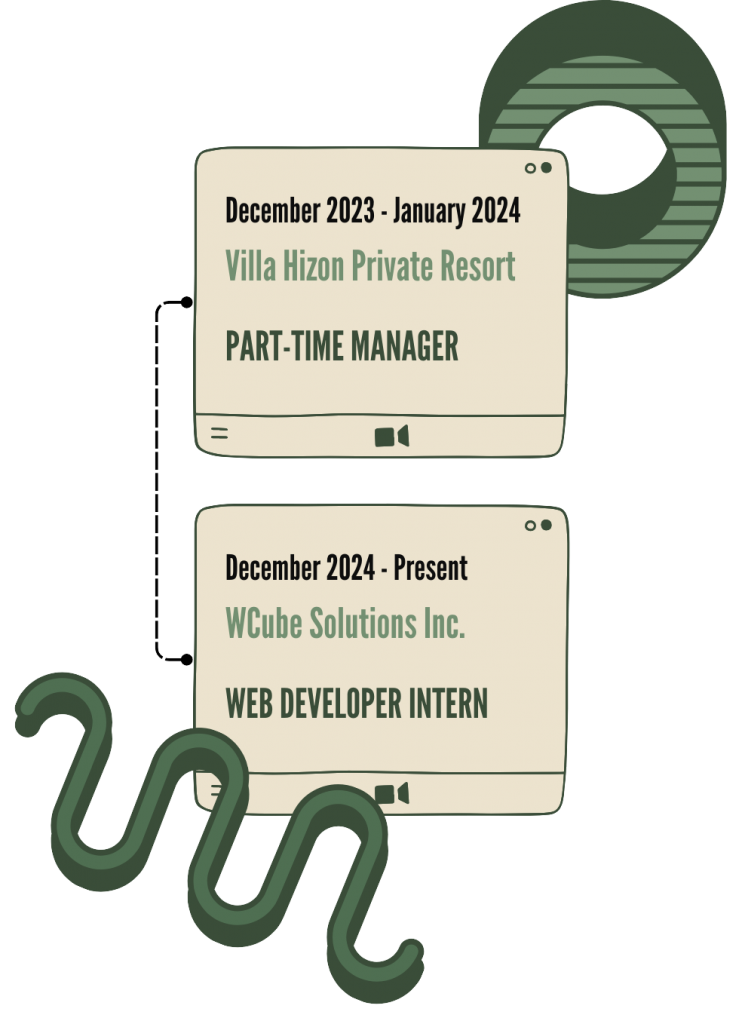 December 2023 - January 2024
Villa Hizon Private Resort
PART-TIME MANAGER
December 2024 - Present
WCube Solutions Inc.
WEB DEVELOPER INTERN